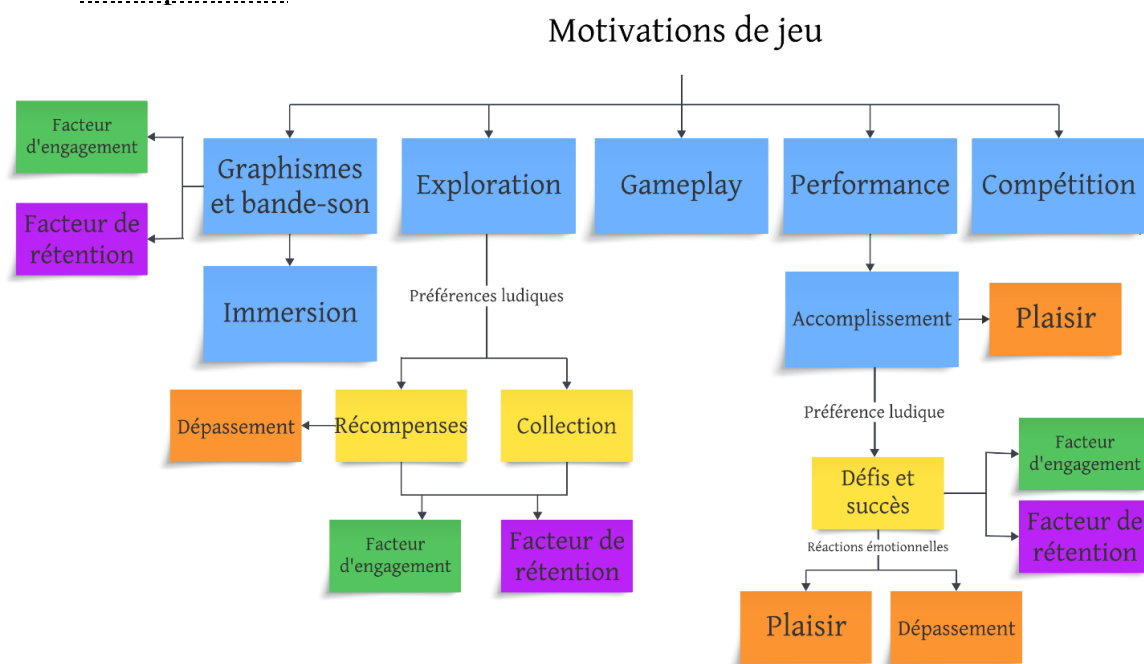 Motivations de jeu
Facteur
d'engagement
Graphismes
et bande-son
Exploration
Gameplay
Performance
Compétition
Facteur de
rétention
Immersion
Préférences ludiques
Accomplissement
Plaisir
Dépassement
Récompenses
Collection
Préférence ludique
Facteur
d'engagement
Défis et
succès
Facteur de
rétention
Facteur
d'engagement
Facteur de
rétention
Réactions émotionnelles
Plaisir
Dépassement